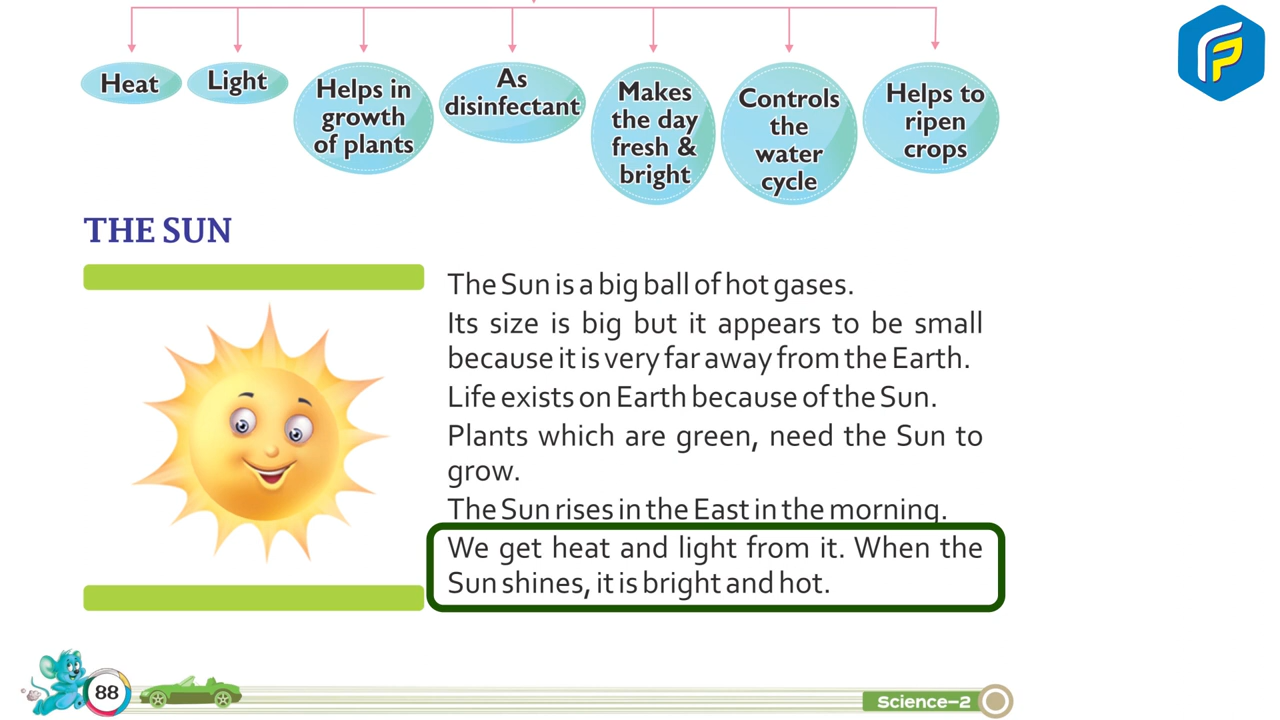 Heat
Light
Helps in
growth
of plants
As
disinfectant
Makes
the day
fresh &
bright
Controls
the
water
cycle
Helps to
ripen
crops
THE SUN
The Sun is a big ball of hot gases.
Its size is big but it appears to be small
because it is very far away from the Earth.
Life exists on Earth because of the Sun.
Plants which are green, need the Sun to
grow.
The Sun rises in the East in the morning.
We get heat and light from it. When the
Sun shines, it is bright and hot.
88
Science-2